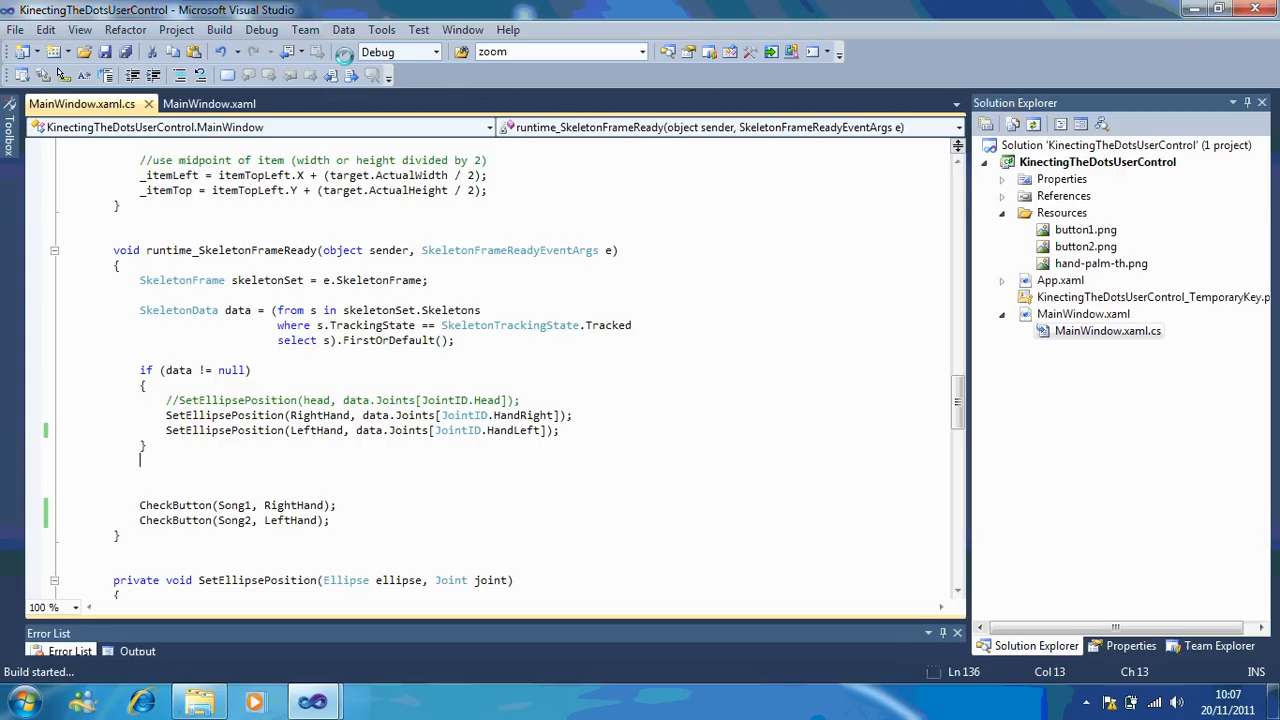 KinectingTheDotsUserControl - Microsoft Visual Studio
File Edit View Refactor Project Build Debug Team Data Tools Test Window Help
Debug zoom
MainWindow.xaml.cs MainWindow.xaml
KinectingTheDotsUserControl.MainWindow runtime_SkeletonFrameReady(object sender, SkeletonFrameReadyEventArgs e)
Toolbox
//use midpoint of item (width or height divided by 2)
_itemLeft = itemTopLeft.X + (target.ActualWidth / 2);
_itemTop = itemTopLeft.Y + (target.ActualHeight / 2);
}
void runtime_SkeletonFrameReady(object sender, SkeletonFrameReadyEventArgs e)
{
SkeletonFrame skeletonSet = e.SkeletonFrame;
SkeletonData data = (from s in skeletonSet.Skeletons
where s.TrackingState == SkeletonTrackingState.Tracked
select s).FirstOrDefault();
if (data != null)
{
//SetEllipsePosition(head, data.Joints[JointID.Head]);
SetEllipsePosition(RightHand, data.Joints[JointID.HandRight]);
SetEllipsePosition(LeftHand, data.Joints[JointID.HandLeft]);
}
CheckButton(Song1, RightHand);
CheckButton(Song2, LeftHand);
}
private void SetEllipsePosition(Ellipse ellipse, Joint joint)
{
100 %
Solution Explorer
Solution 'KinectingTheDotsUserControl' (1 project)
KinectingTheDotsUserControl
Properties
References
Resources
button1.png
button2.png
hand-palm-th.png
App.xaml
KinectingTheDotsUserControl_TemporaryKey.p
MainWindow.xaml
MainWindow.xaml.cs
Solution Explorer Properties Team Explorer
Error List
Error List Output
Build started... Ln 136 Col 13 Ch 13 INS
10:07
20/11/2011